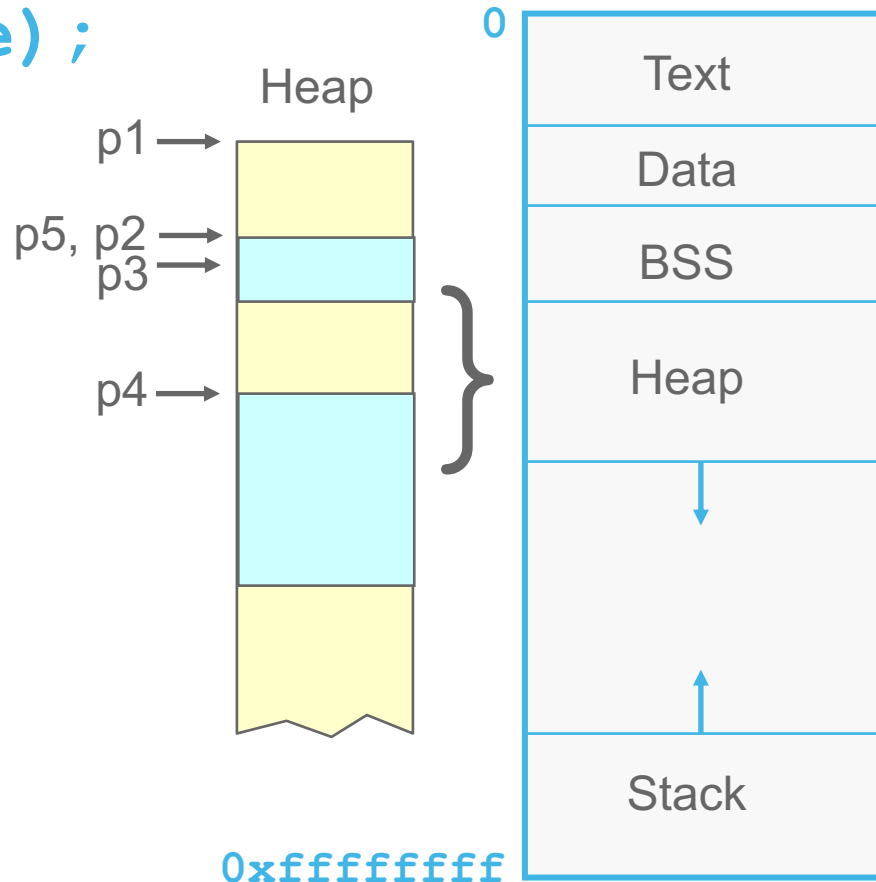 e);
0
Heap
Text
p1
Data
p5, p2
p3
BSS
p4
Heap
Stack
0xffffffff